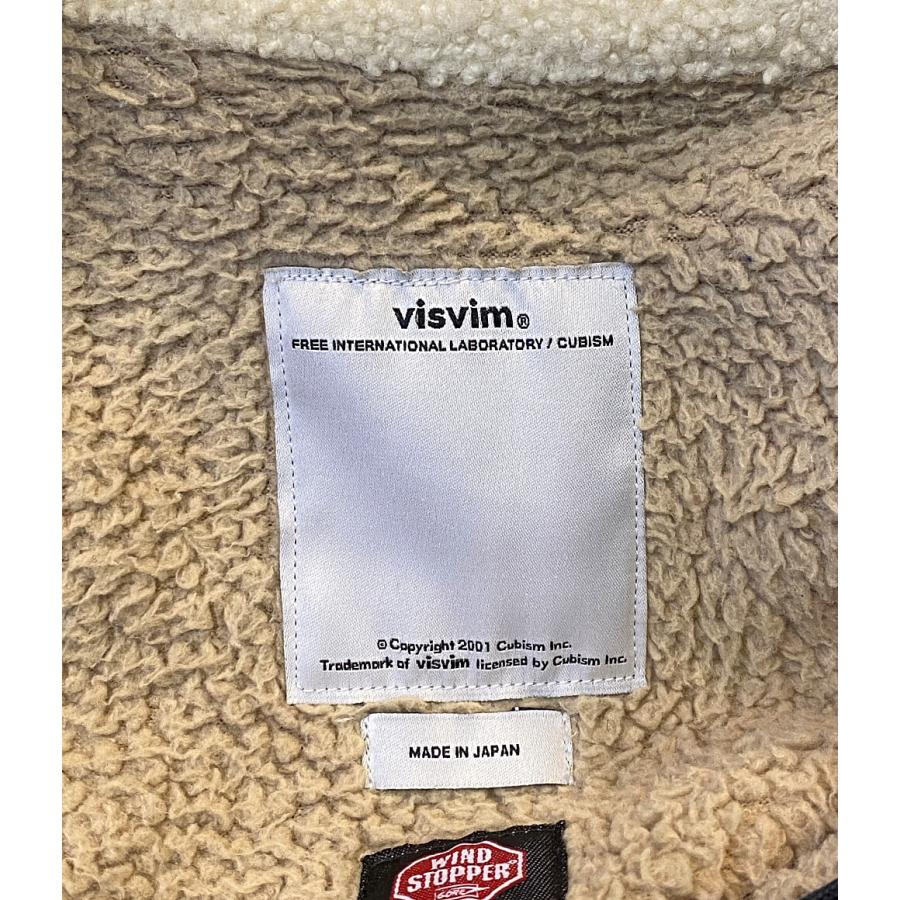 visvim®
FREE INTERNATIONAL LABORATORY / CUBISM
© Copyright 2001 Cubism Inc.
Trademark of visvim licensed by Cubism Inc.
MADE IN JAPAN
WIND
STOPPER
GORE